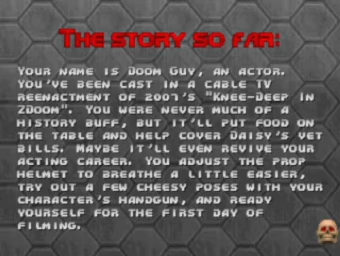 The story so far:
Your name is Doom Guy, an actor.
You've been cast in a cable TV
reenactment of 2007's "Knee-Deep in
ZDoom". You were never much of a
history buff, but it'll put food on
the table and help cover Daisy's vet
bills. Maybe it'll even revive your
acting career. You adjust the prop
helmet to breathe a little easier,
try out a few cheesy poses with your
character's handgun, and ready
yourself for the first day of
filming.